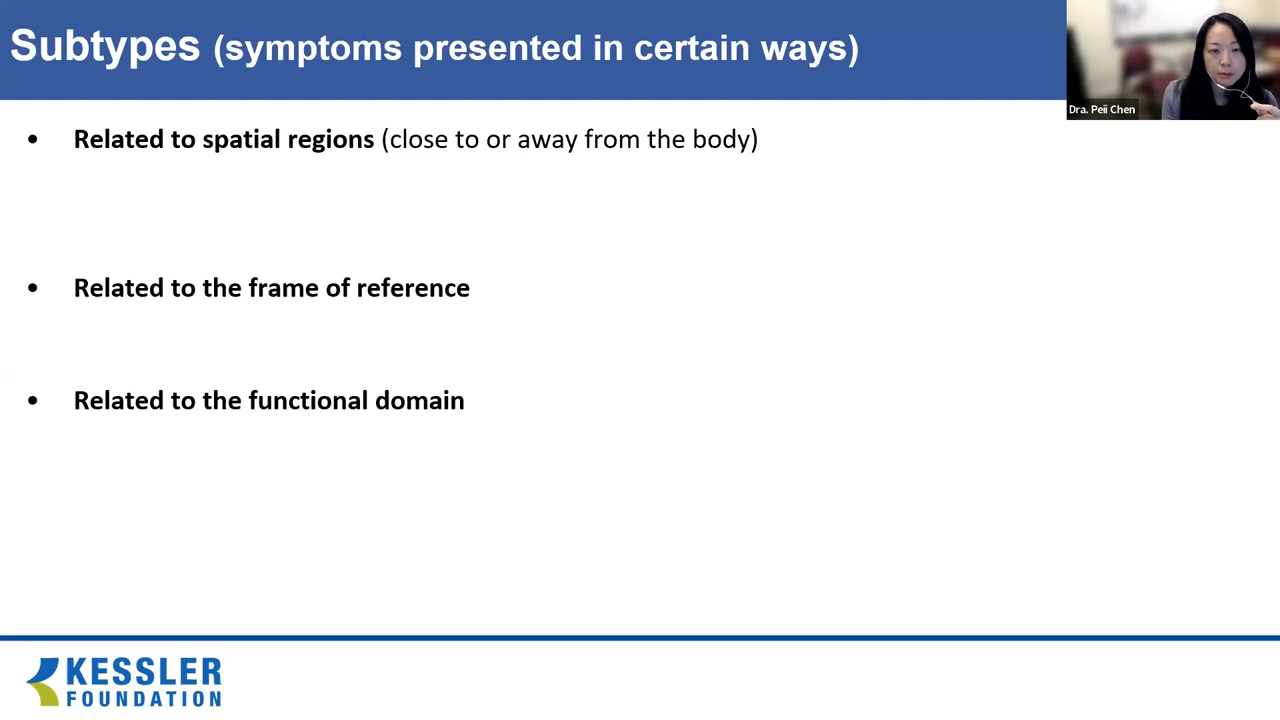 Subtypes (symptoms presented in certain ways)
Dra. Peii Chen
• Related to spatial regions (close to or away from the body)
• Related to the frame of reference
• Related to the functional domain
KESSLER
FOUNDATION